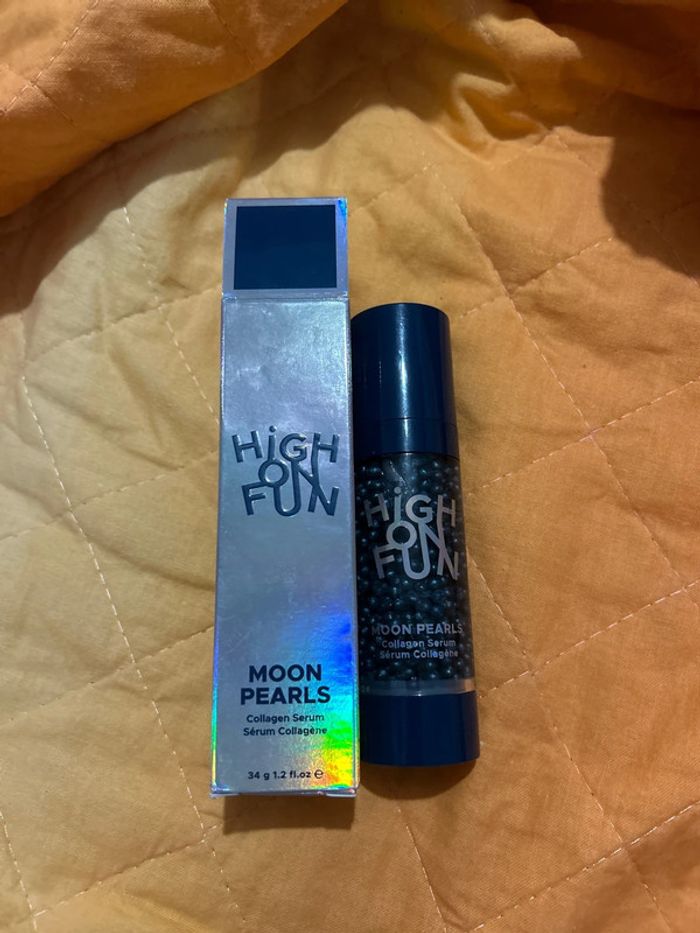 HiGH
ON
FUN
MOON
PEARLS
Collagen Serum
Sérum Collagène
34 g 1.2 fl.oz ℮
HiGH
ON
FUN
MOON PEARLS
Collagen Serum
Sérum Collagène